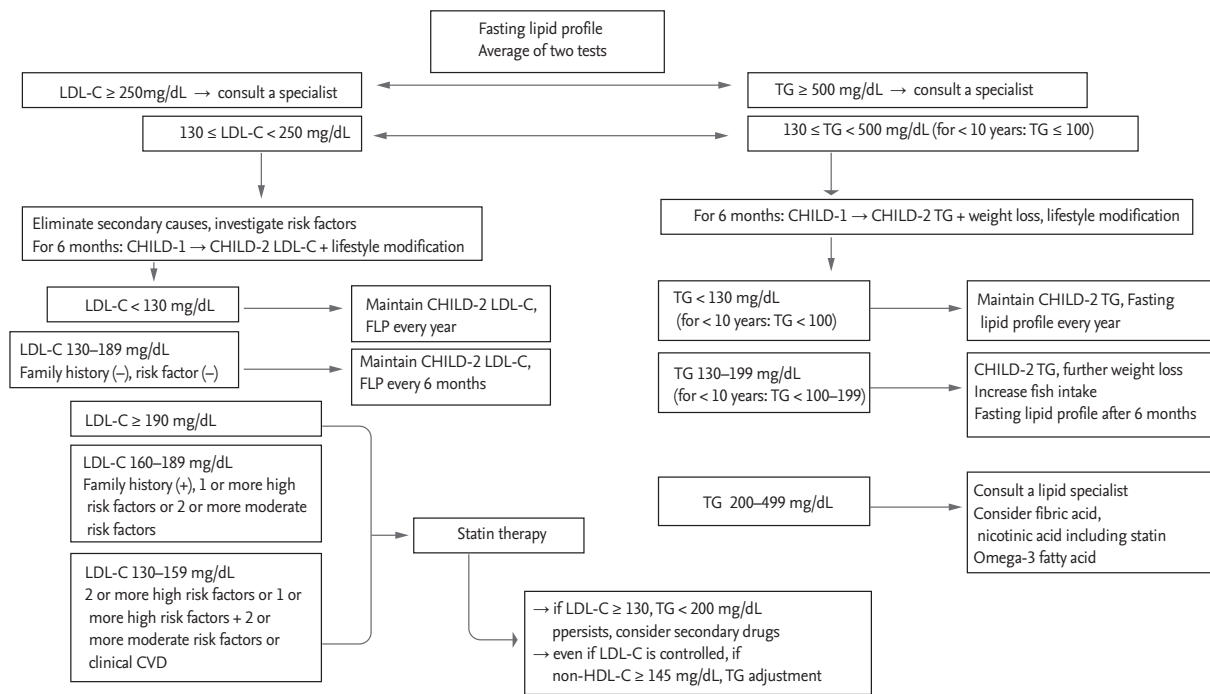 Fasting lipid profile
Average of two tests
LDL-C ≥ 250mg/dL → consult a specialist
TG ≥ 500 mg/dL → consult a specialist
130 ≤ LDL-C < 250 mg/dL
130 ≤ TG < 500 mg/dL (for < 10 years: TG ≤ 100)
Eliminate secondary causes, investigate risk factors
For 6 months: CHILD-1 → CHILD-2 LDL-C + lifestyle modification
For 6 months: CHILD-1 → CHILD-2 TG + weight loss, lifestyle modification
LDL-C < 130 mg/dL
Maintain CHILD-2 LDL-C,
FLP every year
LDL-C 130–189 mg/dL
Family history (–), risk factor (–)
Maintain CHILD-2 LDL-C,
FLP every 6 months
LDL-C ≥ 190 mg/dL
LDL-C 160–189 mg/dL
Family history (+), 1 or more high
risk factors or 2 or more moderate
risk factors
LDL-C 130–159 mg/dL
2 or more high risk factors or 1 or
more high risk factors + 2 or
more moderate risk factors or
clinical CVD
Statin therapy
→ if LDL-C ≥ 130, TG < 200 mg/dL
ppersists, consider secondary drugs
→ even if LDL-C is controlled, if
non-HDL-C ≥ 145 mg/dL, TG adjustment
TG < 130 mg/dL
(for < 10 years: TG < 100)
Maintain CHILD-2 TG, Fasting
lipid profile every year
TG 130–199 mg/dL
(for < 10 years: TG < 100–199)
CHILD-2 TG, further weight loss
Increase fish intake
Fasting lipid profile after 6 months
TG 200–499 mg/dL
Consult a lipid specialist
Consider fibric acid,
nicotinic acid including statin
Omega-3 fatty acid